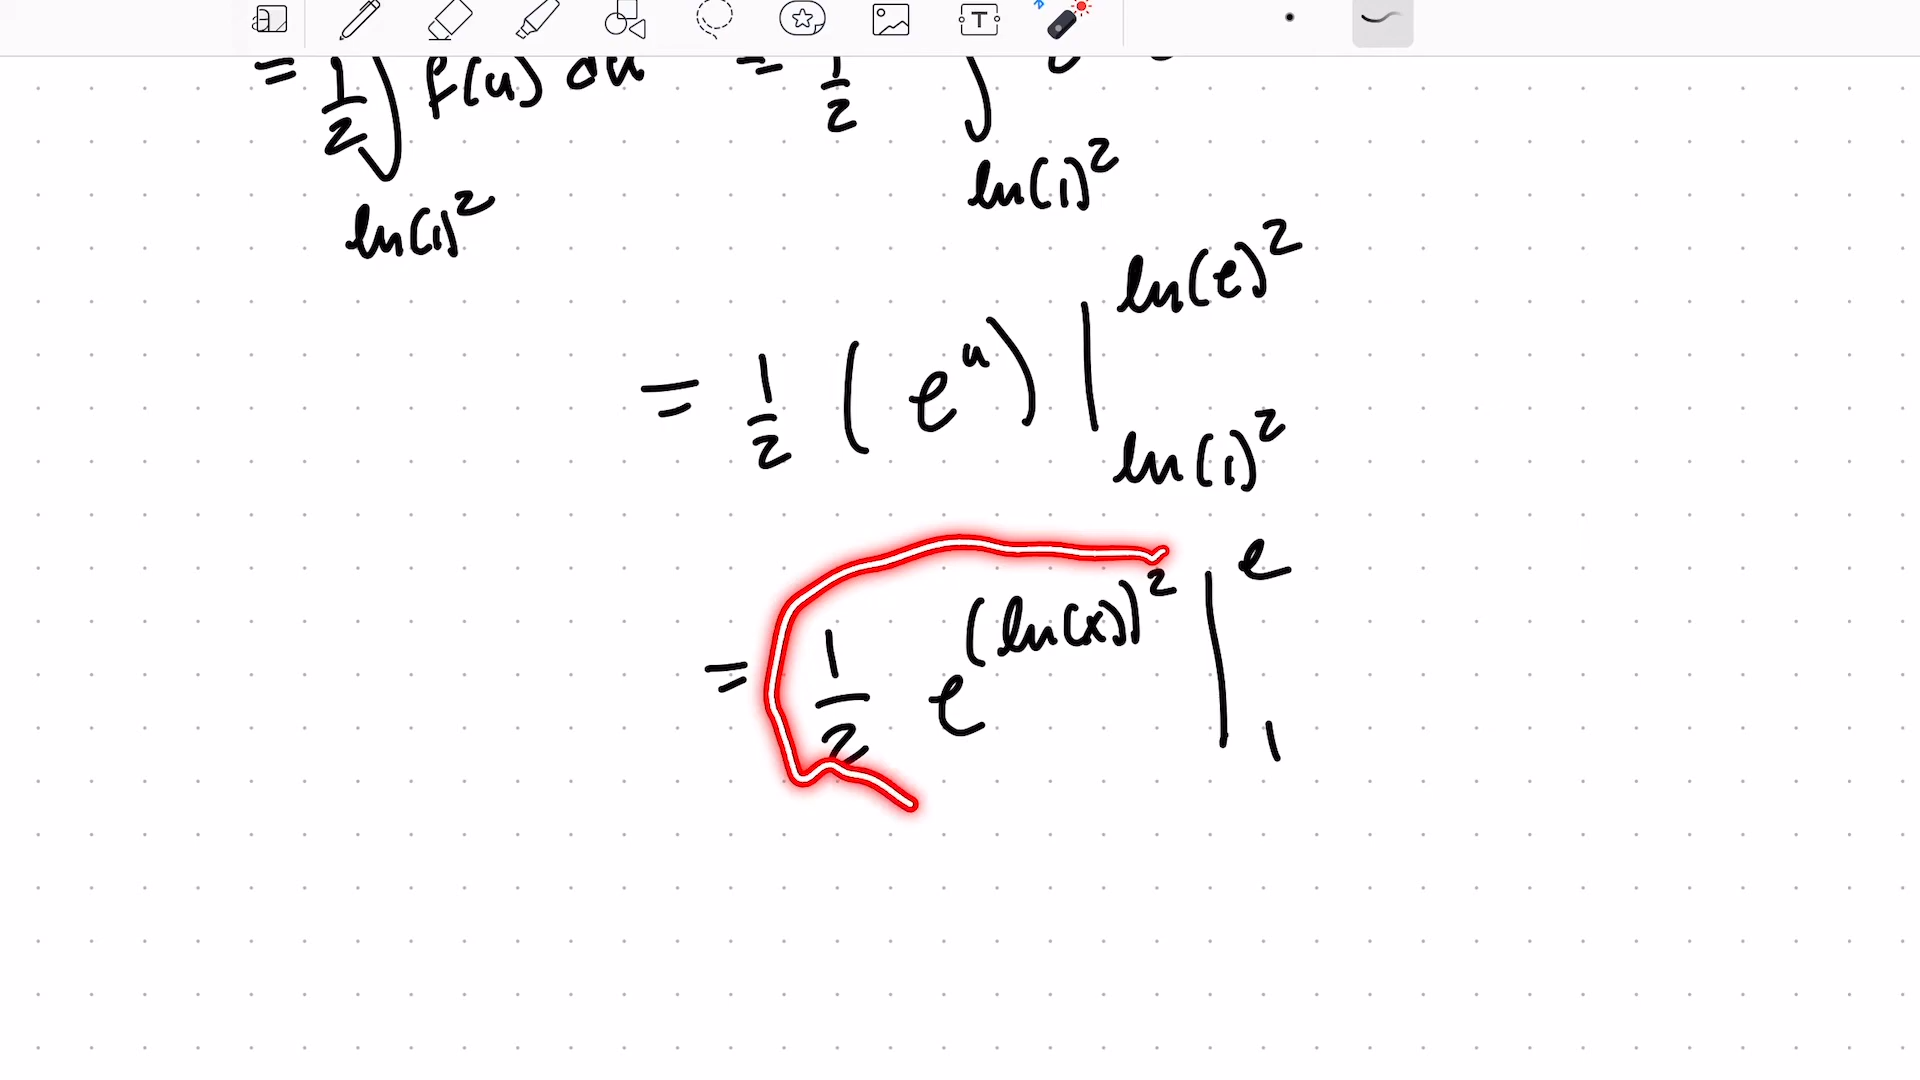 = 1/2 ∫ f(u) du = 1/2 ∫
ln(1)² ln(1)²
= 1/2 (e^u) | ln(e)²
ln(1)²
= 1/2 e^(ln(x))² | e
1